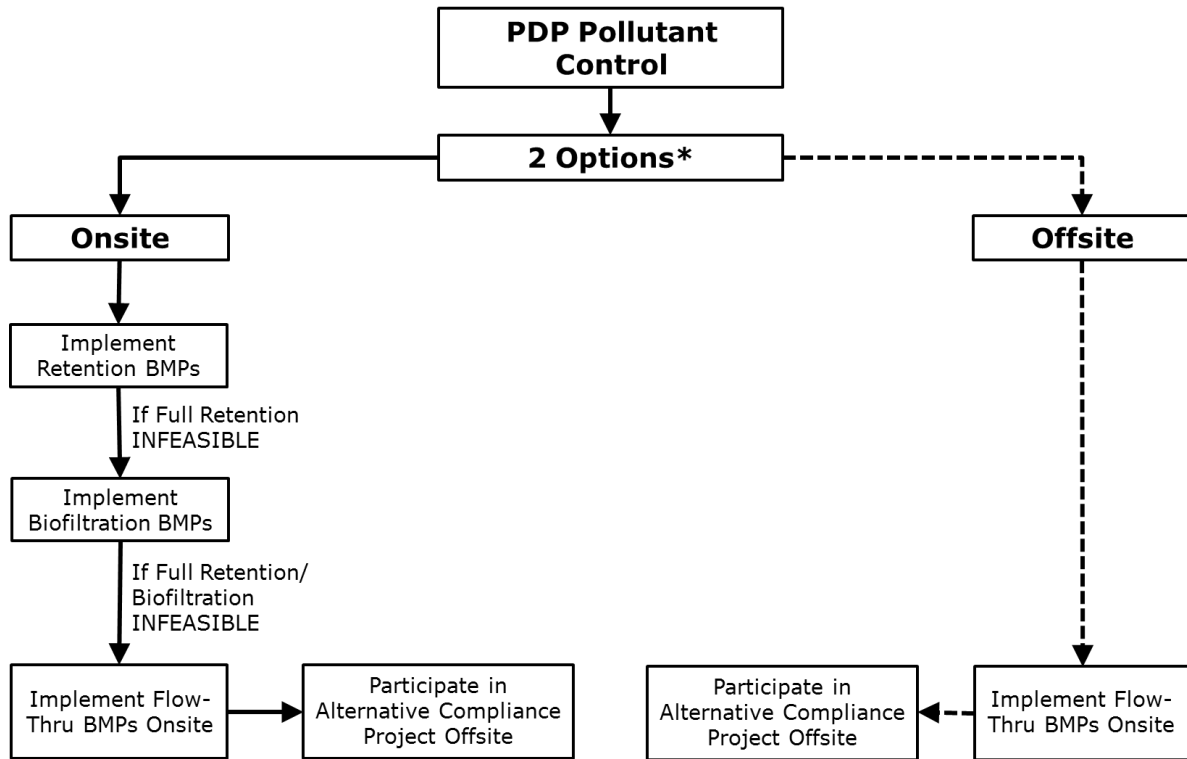 PDP Pollutant
Control
2 Options*
Onsite
Offsite
Implement
Retention BMPs
If Full Retention
INFEASIBLE
Implement
Biofiltration BMPs
If Full Retention/
Biofiltration
INFEASIBLE
Implement Flow-
Thru BMPs Onsite
Participate in
Alternative Compliance
Project Offsite
Participate in
Alternative Compliance
Project Offsite
Implement Flow-
Thru BMPs Onsite